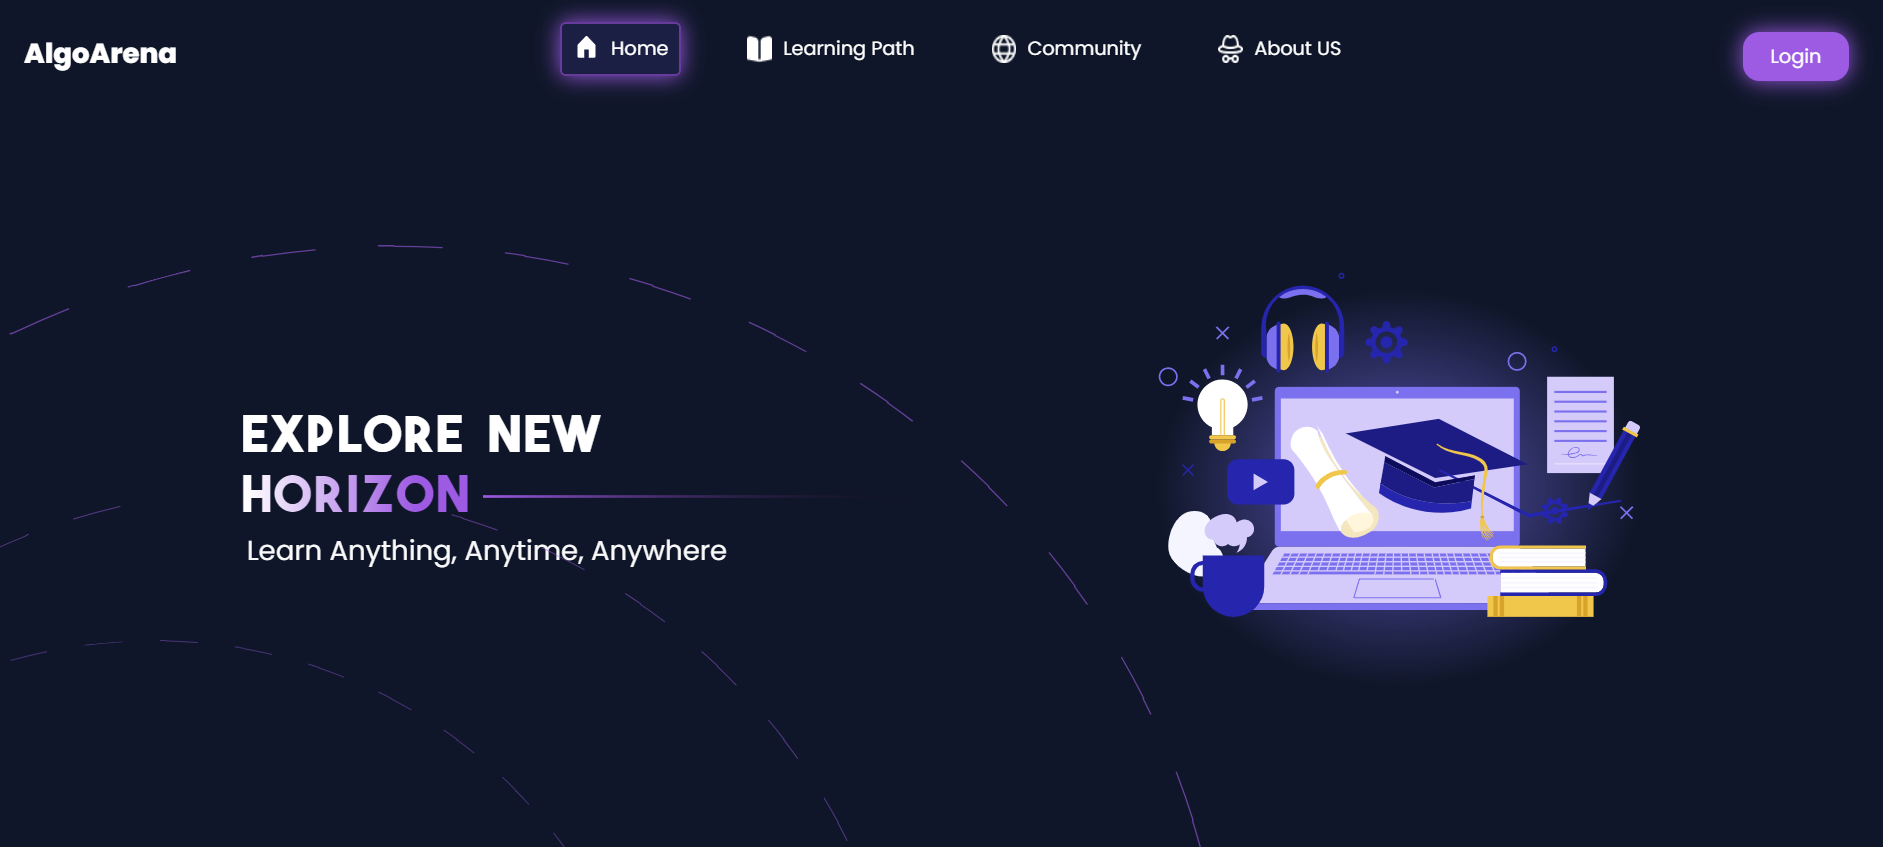 AlgoArena
Home
Learning Path
Community
About US
Login
EXPLORE NEW
HORIZON
Learn Anything, Anytime, Anywhere